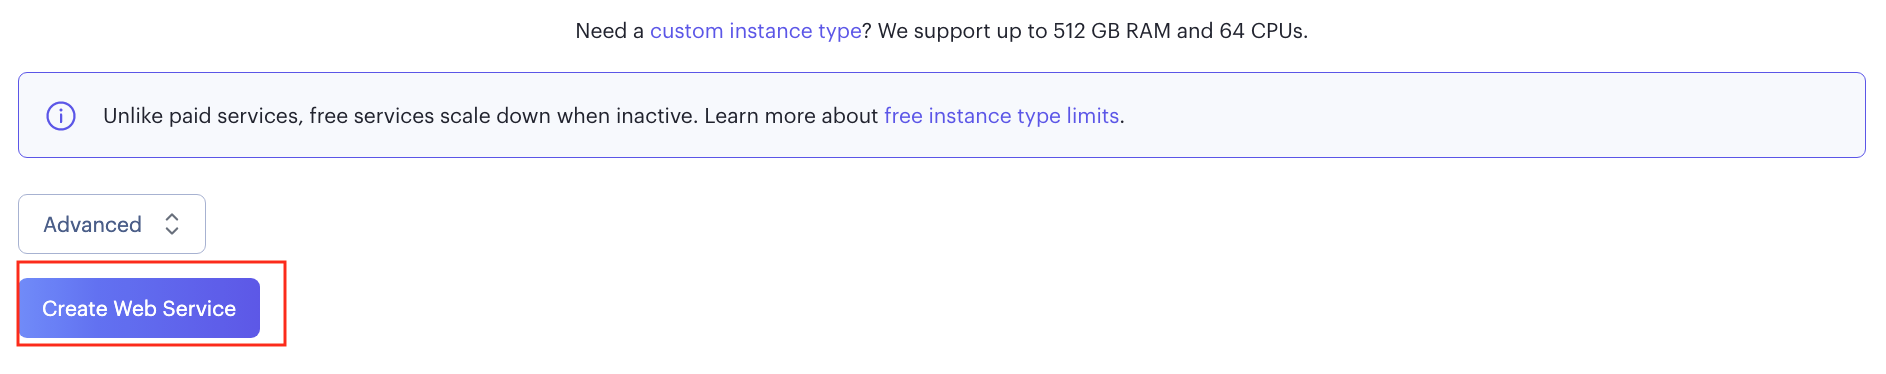 Need a custom instance type? We support up to 512 GB RAM and 64 CPUs.
Unlike paid services, free services scale down when inactive. Learn more about free instance type limits.
Advanced
Create Web Service